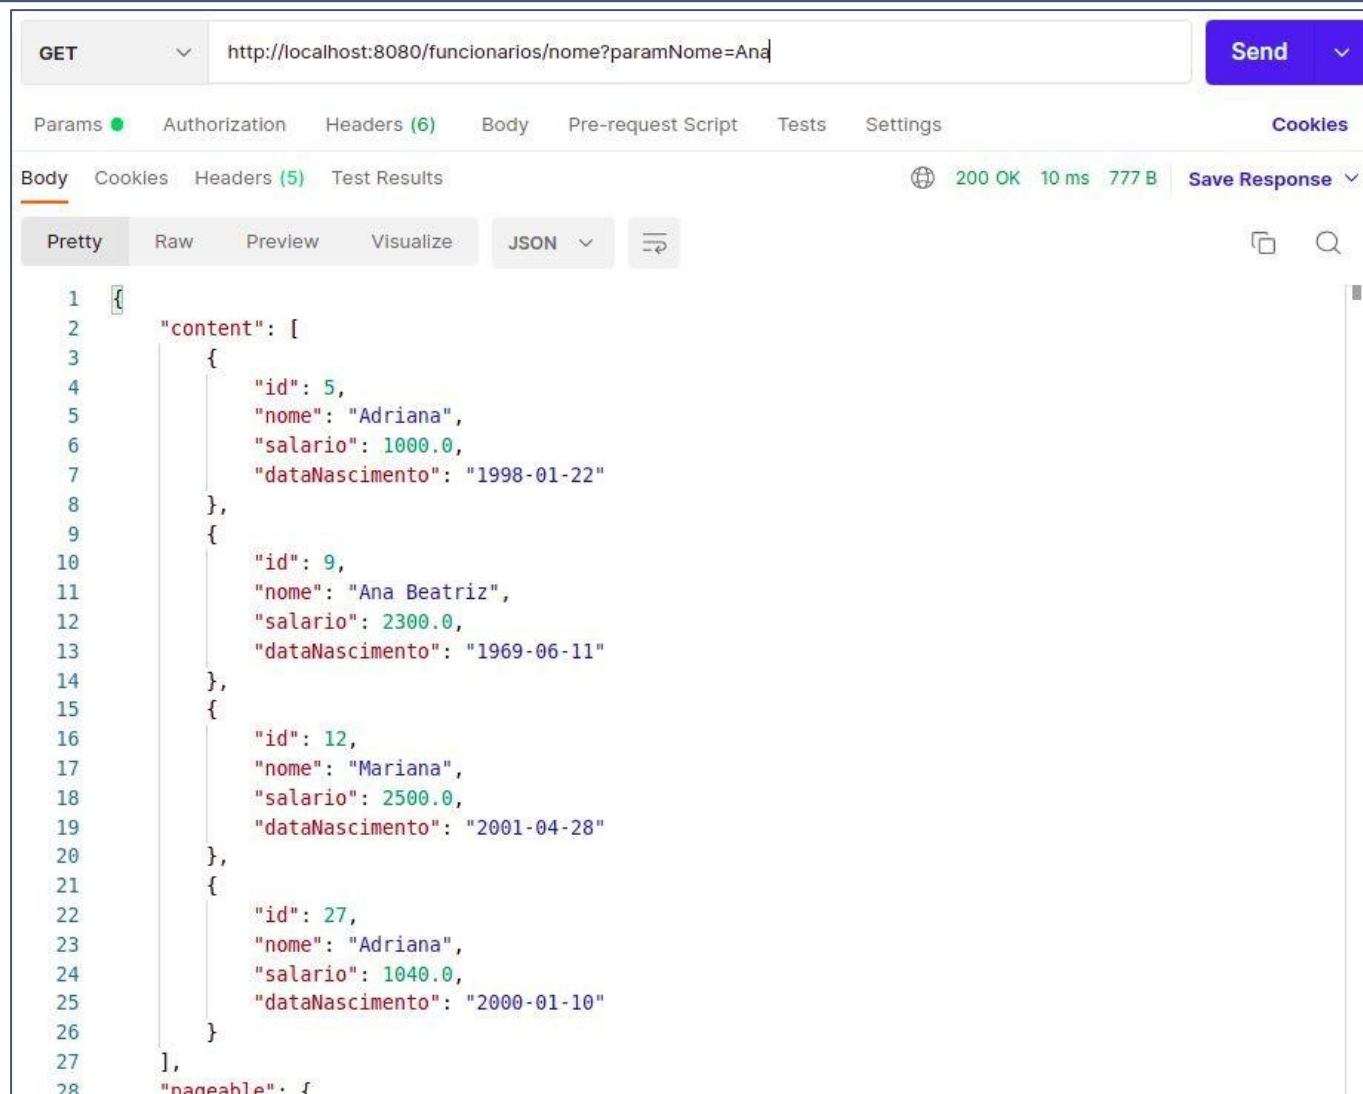 GET http://localhost:8080/funcionarios/nome?paramNome=Ana Send
Params Authorization Headers (6) Body Pre-request Script Tests Settings Cookies
Body Cookies Headers (5) Test Results 200 OK 10 ms 777 B Save Response
Pretty Raw Preview Visualize JSON
1 {
2 "content": [
3 {
4 "id": 5,
5 "nome": "Adriana",
6 "salario": 1000.0,
7 "dataNascimento": "1998-01-22"
8 },
9 {
10 "id": 9,
11 "nome": "Ana Beatriz",
12 "salario": 2300.0,
13 "dataNascimento": "1969-06-11"
14 },
15 {
16 "id": 12,
17 "nome": "Mariana",
18 "salario": 2500.0,
19 "dataNascimento": "2001-04-28"
20 },
21 {
22 "id": 27,
23 "nome": "Adriana",
24 "salario": 1040.0,
25 "dataNascimento": "2000-01-10"
26 }
27 ],
28 "pageable": {